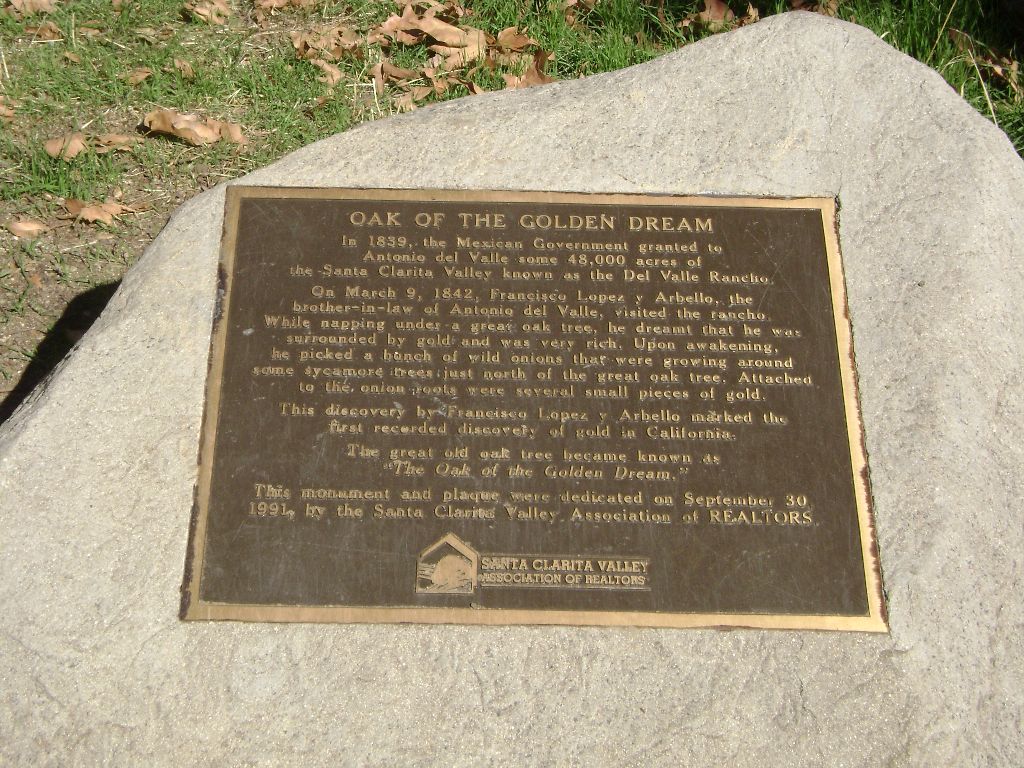 OAK OF THE GOLDEN DREAM
In 1839, the Mexican Government granted to
Antonio del Valle some 48,000 acres of
the Santa Clarita Valley known as the Del Valle Rancho.
On March 9, 1842, Francisco Lopez y Arbello, the
brother-in-law of Antonio del Valle, visited the rancho.
While napping under a great oak tree, he dreamt that he was
surrounded by gold and was very rich. Upon awakening,
he picked a bunch of wild onions that were growing around
some sycamore trees just north of the great oak tree. Attached
to the onion roots were several small pieces of gold.
This discovery by Francisco Lopez y Arbello marked the
first recorded discovery of gold in California.
The great old oak tree became known as
"The Oak of the Golden Dream."
This monument and plaque were dedicated on September 30,
1991, by the Santa Clarita Valley Association of REALTORS
SANTA CLARITA VALLEY
ASSOCIATION OF REALTORS